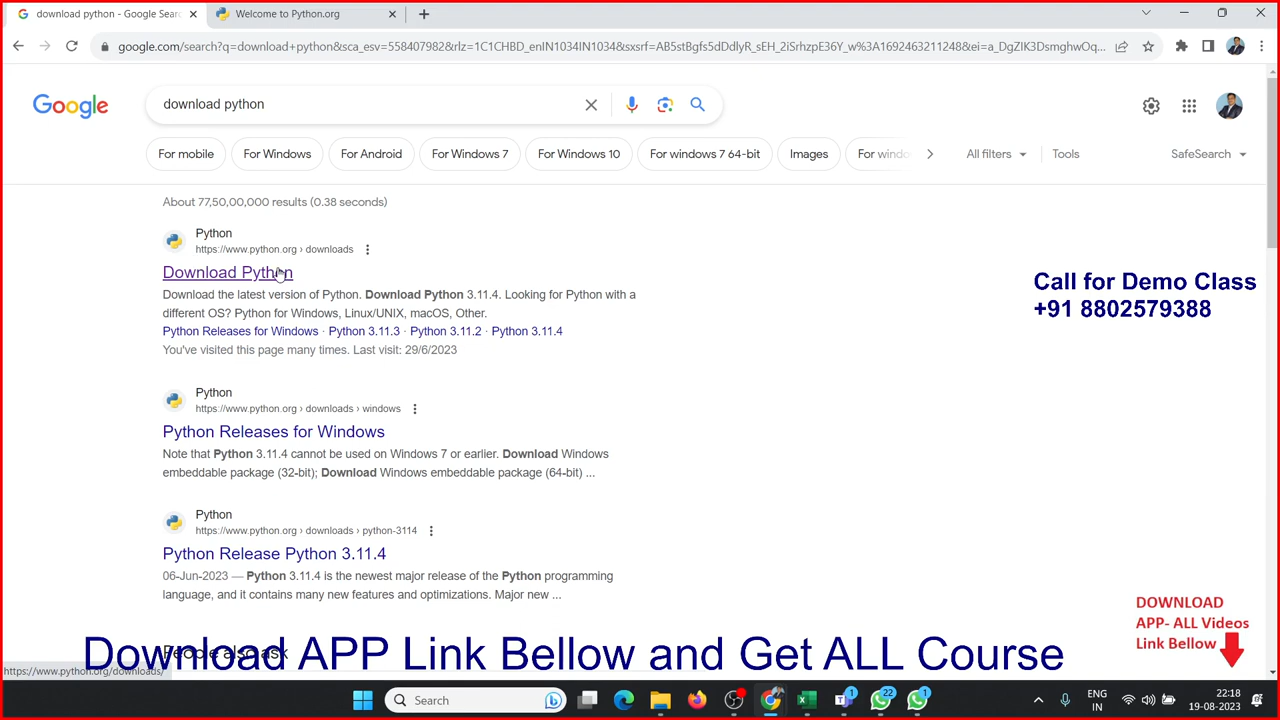 download python - Google Sear
Welcome to Python.org
google.com/search?q=download+python&sca_esv=558407982&rlz=1C1CHBD_enIN1034IN1034&sxsrf=AB5stBgfs5dDdlyR_sEH_2iSrhzpE36Y_w%3A1692463211248&ei=a_DgZIK3DsmghwOq...
Google
download python
For mobile
For Windows
For Android
For Windows 7
For Windows 10
For windows 7 64-bit
Images
For windo
All filters
Tools
SafeSearch
About 77,50,00,000 results (0.38 seconds)
Python
https://www.python.org › downloads
Download Python
Download the latest version of Python. Download Python 3.11.4. Looking for Python with a
different OS? Python for Windows, Linux/UNIX, macOS, Other.
Python Releases for Windows · Python 3.11.3 · Python 3.11.2 · Python 3.11.4
You've visited this page many times. Last visit: 29/6/2023
Call for Demo Class
+91 8802579388
Python
https://www.python.org › downloads › windows
Python Releases for Windows
Note that Python 3.11.4 cannot be used on Windows 7 or earlier. Download Windows
embeddable package (32-bit); Download Windows embeddable package (64-bit) ...
Python
https://www.python.org › downloads › python-3114
Python Release Python 3.11.4
06-Jun-2023 — Python 3.11.4 is the newest major release of the Python programming
language, and it contains many new features and optimizations. Major new ...
DOWNLOAD
APP- ALL Videos
Link Bellow
People also ask
Download APP Link Bellow and Get ALL Course
https://www.python.org/downloads/
Search
1
22
1
ENG
IN
22:18
19-08-2023